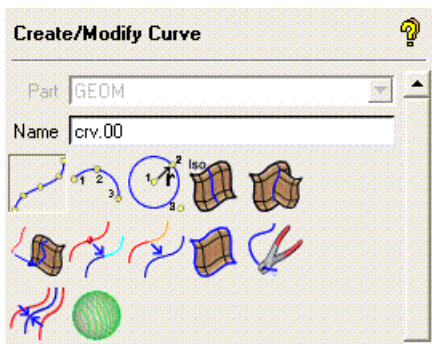 Create/Modify Curve
Part GEOM
Name crv.00
1 2 3
1 r 2 3
Iso